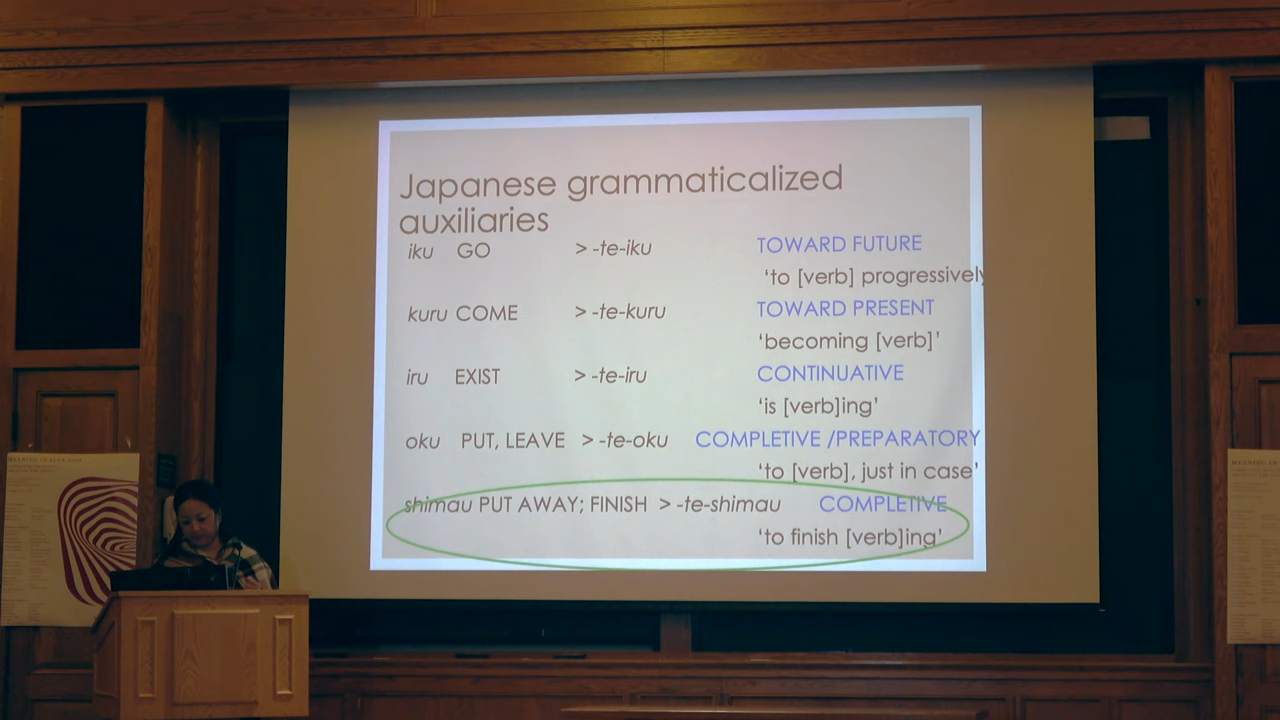 Japanese grammaticalized
auxiliaries
iku GO > -te-iku TOWARD FUTURE
‘to [verb] progressively
kuru COME > -te-kuru TOWARD PRESENT
‘becoming [verb]’
iru EXIST > -te-iru CONTINUATIVE
‘is [verb]ing’
oku PUT, LEAVE > -te-oku COMPLETIVE /PREPARATORY
‘to [verb], just in case’
shimau PUT AWAY; FINISH > -te-shimau COMPLETIVE
‘to finish [verb]ing’